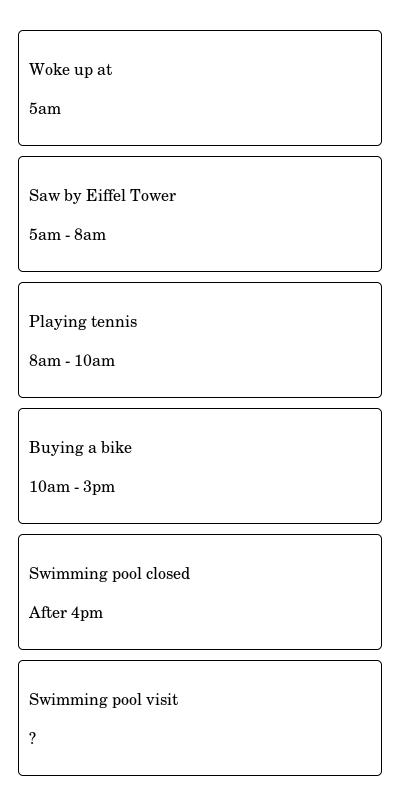 Woke up at
5am
Saw by Eiffel Tower
5am - 8am
Playing tennis
8am - 10am
Buying a bike
10am - 3pm
Swimming pool closed
After 4pm
Swimming pool visit
?